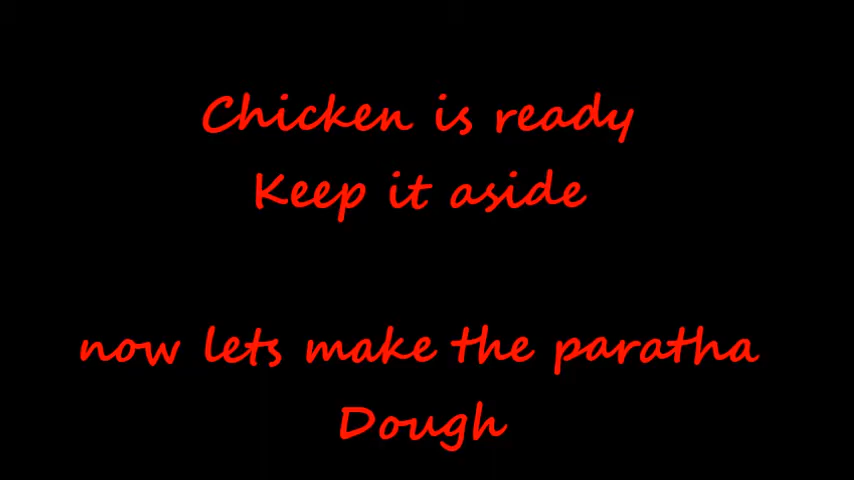 Chicken is ready
Keep it aside
now lets make the paratha
Dough